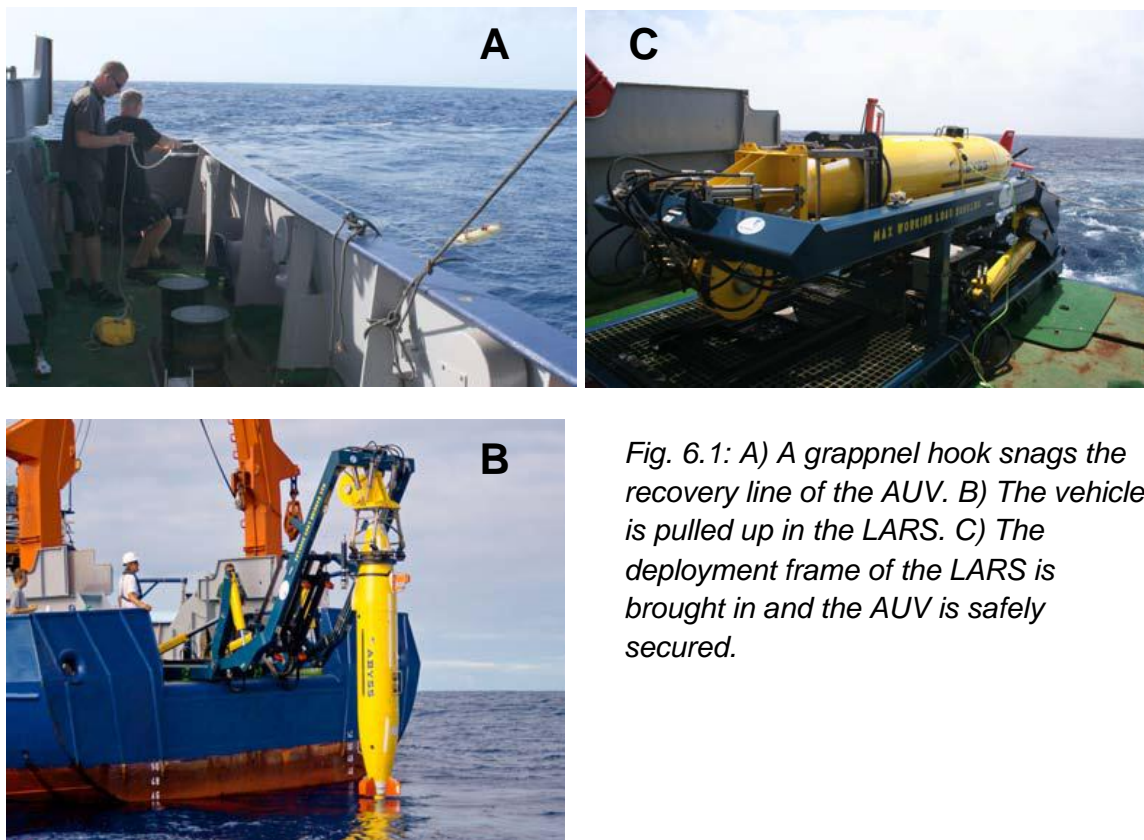 A
C
MAX WORKING LOAD
ABYSS
B
ABYSS
Fig. 6.1: A) A grappnel hook snags the
recovery line of the AUV. B) The vehicle
is pulled up in the LARS. C) The
deployment frame of the LARS is
brought in and the AUV is safely
secured.